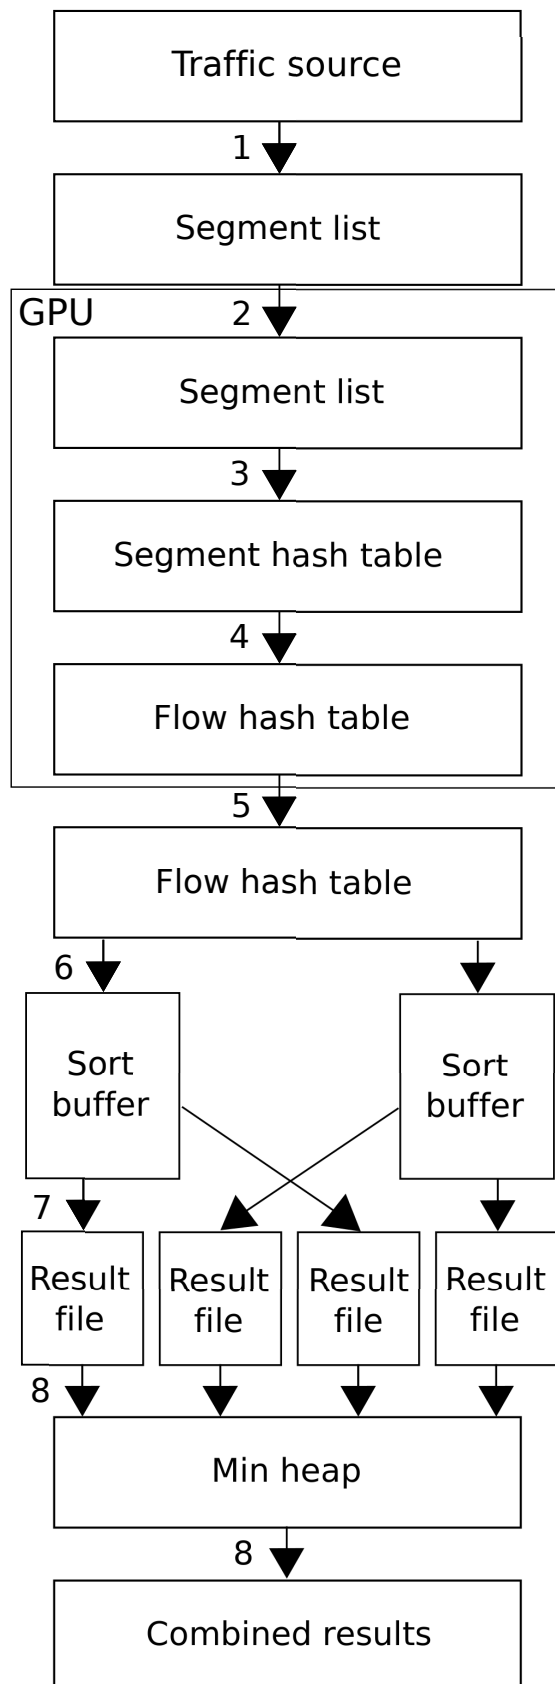 Traffic source
1
Segment list
GPU
2
Segment list
3
Segment hash table
4
Flow hash table
5
Flow hash table
6
Sort
buffer
Sort
buffer
7
Result
file
Result
file
Result
file
Result
file
8
Min heap
8
Combined results